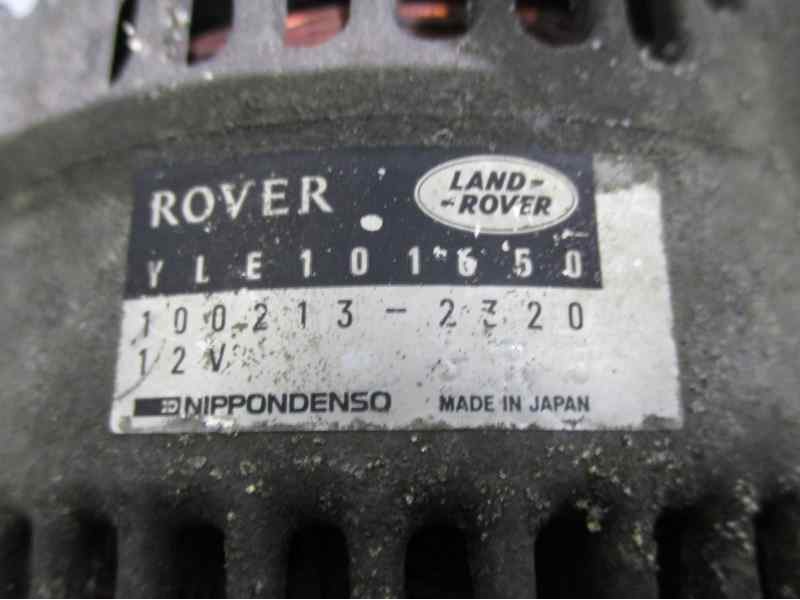 ROVER
LAND-
-ROVER
YLE101650
100213-2320
12V
NIPPONDENSO MADE IN JAPAN